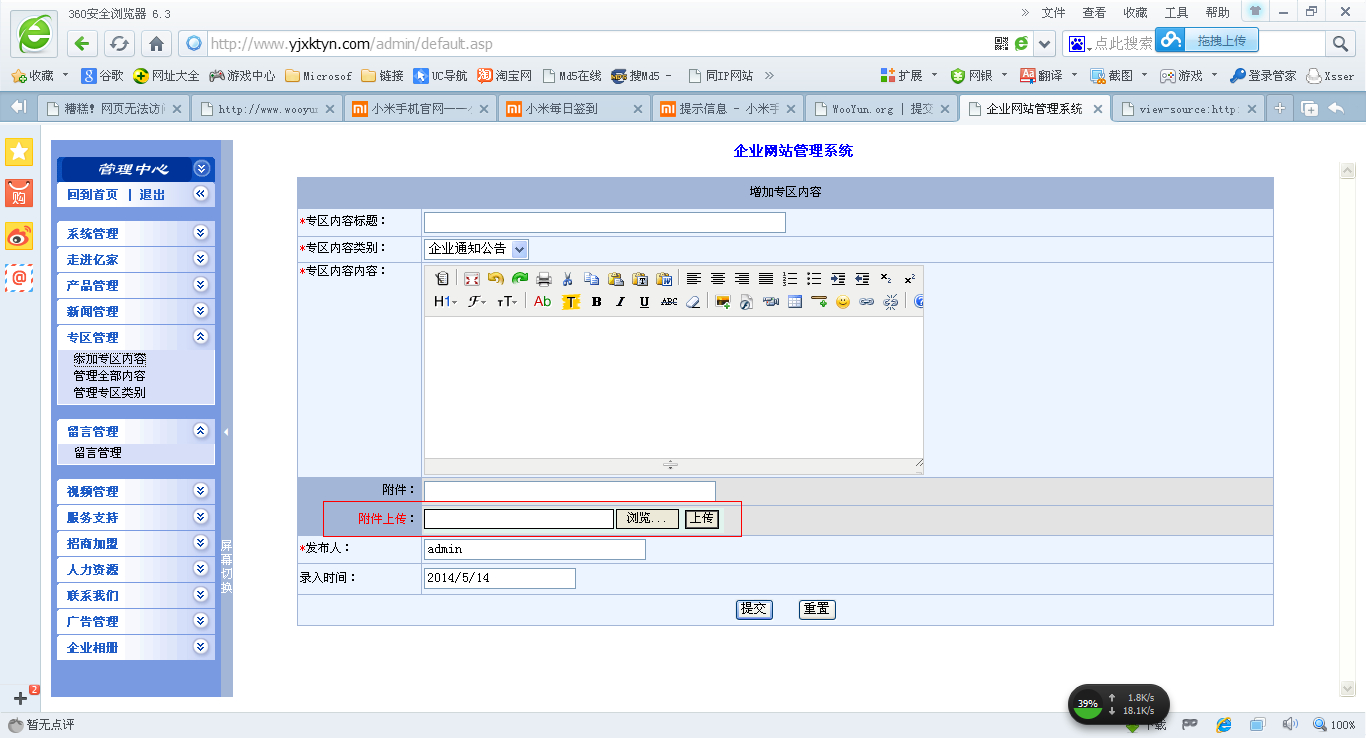 360安全浏览器 6.3
» 文件 查看 收藏 工具 帮助
http://www.yjxktyn.com/admin/default.asp
点此搜索
拖拽上传
收藏 谷歌 网址大全 游戏中心 Microsof 链接 UC导航 淘宝网 Md5在线 搜Md5 - 同IP网站 » 扩展 网银 翻译 截图 游戏 登录管家 Xsser
糟糕！网页无法访问 http://www.wooyun 小米手机官网——小 小米每日签到 提示信息 - 小米手 WooYun.org | 提交 企业网站管理系统 view-source:http:
购
管理中心
回到首页 | 退出
系统管理
走进亿家
产品管理
新闻管理
专区管理
添加专区内容
管理全部内容
管理专区类别
留言管理
留言管理
视频管理
服务支持
招商加盟
人力资源
联系我们
广告管理
企业相册
屏幕切换
企业网站管理系统
增加专区内容
*专区内容标题：
*专区内容类别： 企业通知公告
*专区内容内容：
H1 F TT Ab T B I U ABC
附件：
附件上传： 浏览... 上传
*发布人： admin
录入时间： 2014/5/14
提交 重置
2
39% 1.8K/s
18.1K/s
暂无点评
下载
100%